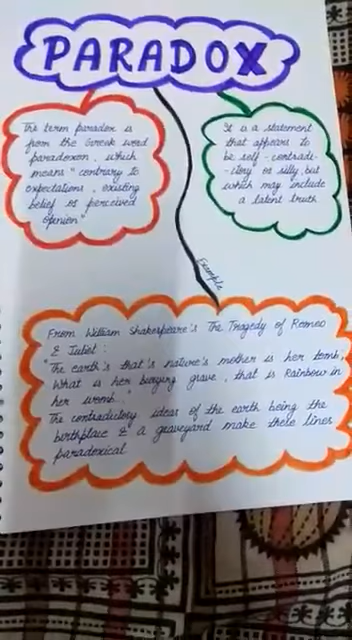 PARADOX
The term paradox is
from the Greek word
paradoxon, which
means "contrary to
expectations, existing
belief or perceived
opinion"
It is a statement
that appears to
be self-contradi-
-ctory or silly, but
which may include
a latent truth
Example
From William Shakespeare's The Tragedy of Romeo
& Juliet:
"The earth's that's nature's mother is her tomb,
What is her burying grave, that is Rainbow in
her womb."
The contradictory ideas of the earth being the
birthplace & a graveyard make these lines
paradoxical